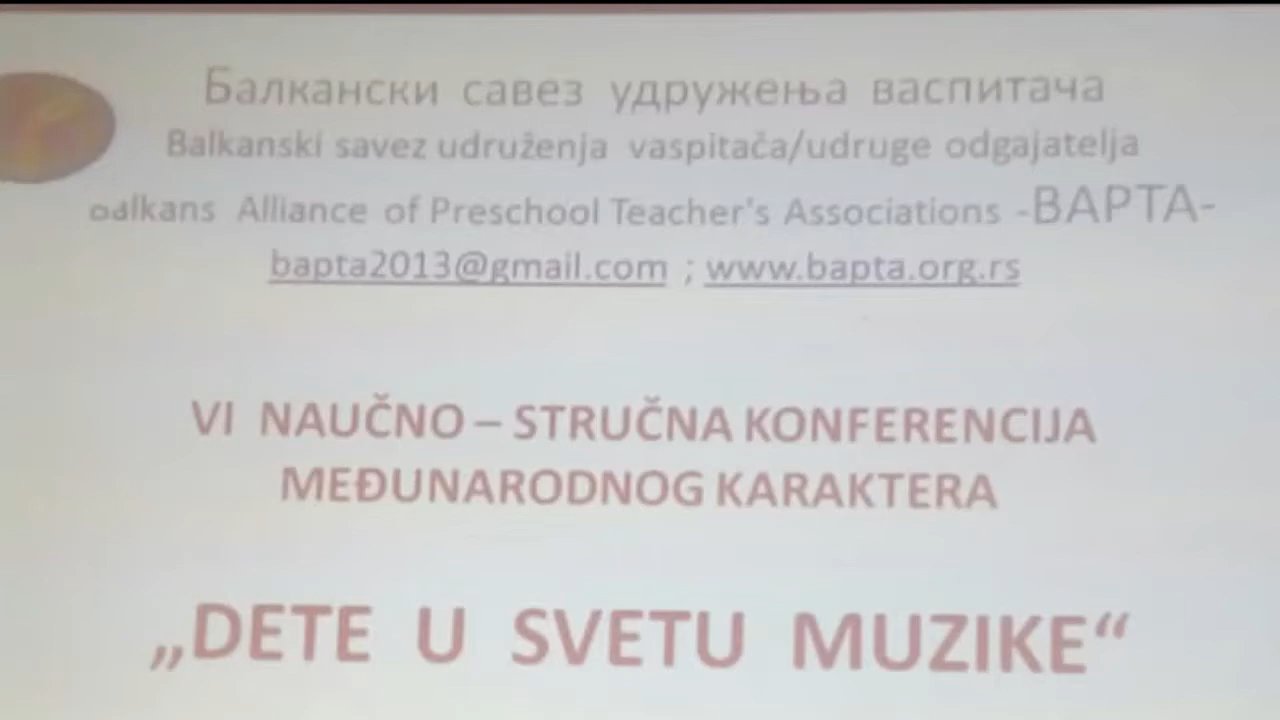 Балкански савез удружења васпитача
Balkanski savez udruženja vaspitača/udruge odgajatelja
Balkans Alliance of Preschool Teacher's Associations -BAPTA-
bapta2013@gmail.com ; www.bapta.org.rs
VI NAUČNO – STRUČNA KONFERENCIJA
MEĐUNARODNOG KARAKTERA
„DETE U SVETU MUZIKE“